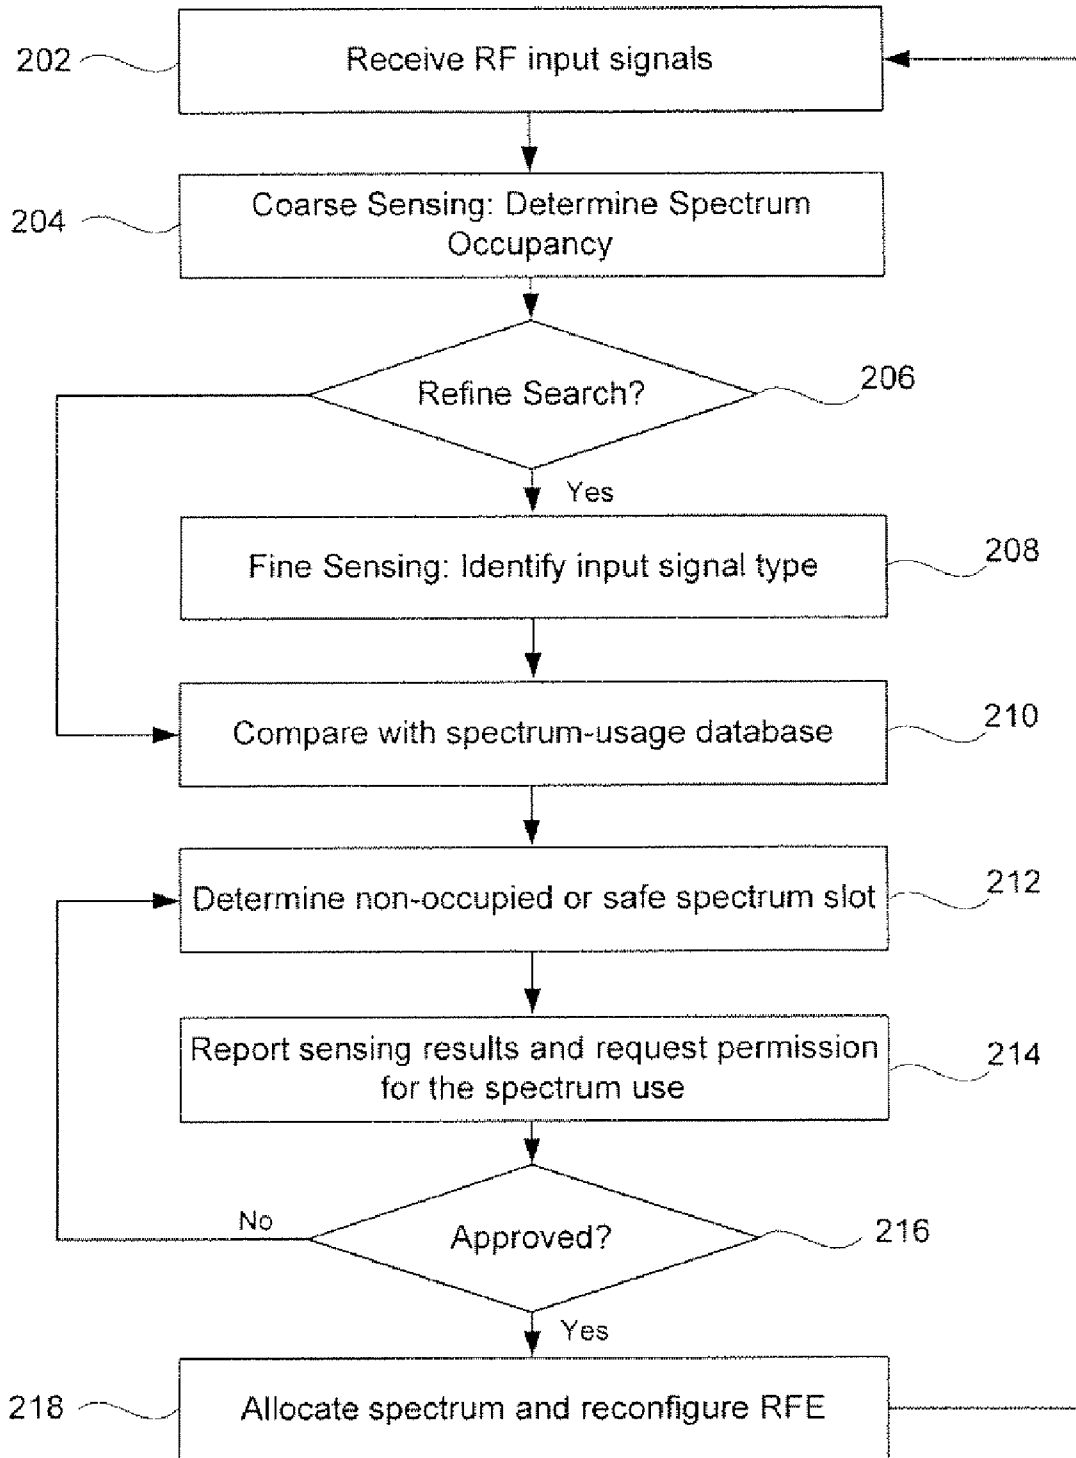 202
Receive RF input signals
204
Coarse Sensing: Determine Spectrum
Occupancy
Refine Search?
206
Yes
Fine Sensing: Identify input signal type
208
Compare with spectrum-usage database
210
Determine non-occupied or safe spectrum slot
212
Report sensing results and request permission
for the spectrum use
214
No
Approved?
216
Yes
218
Allocate spectrum and reconfigure RFE